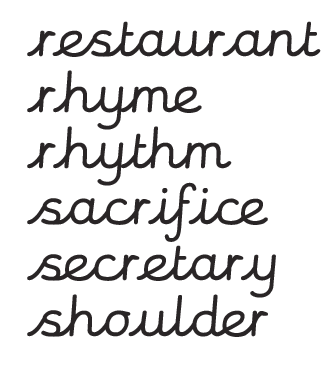 restaurant
rhyme
rhythm
sacrifice
secretary
shoulder